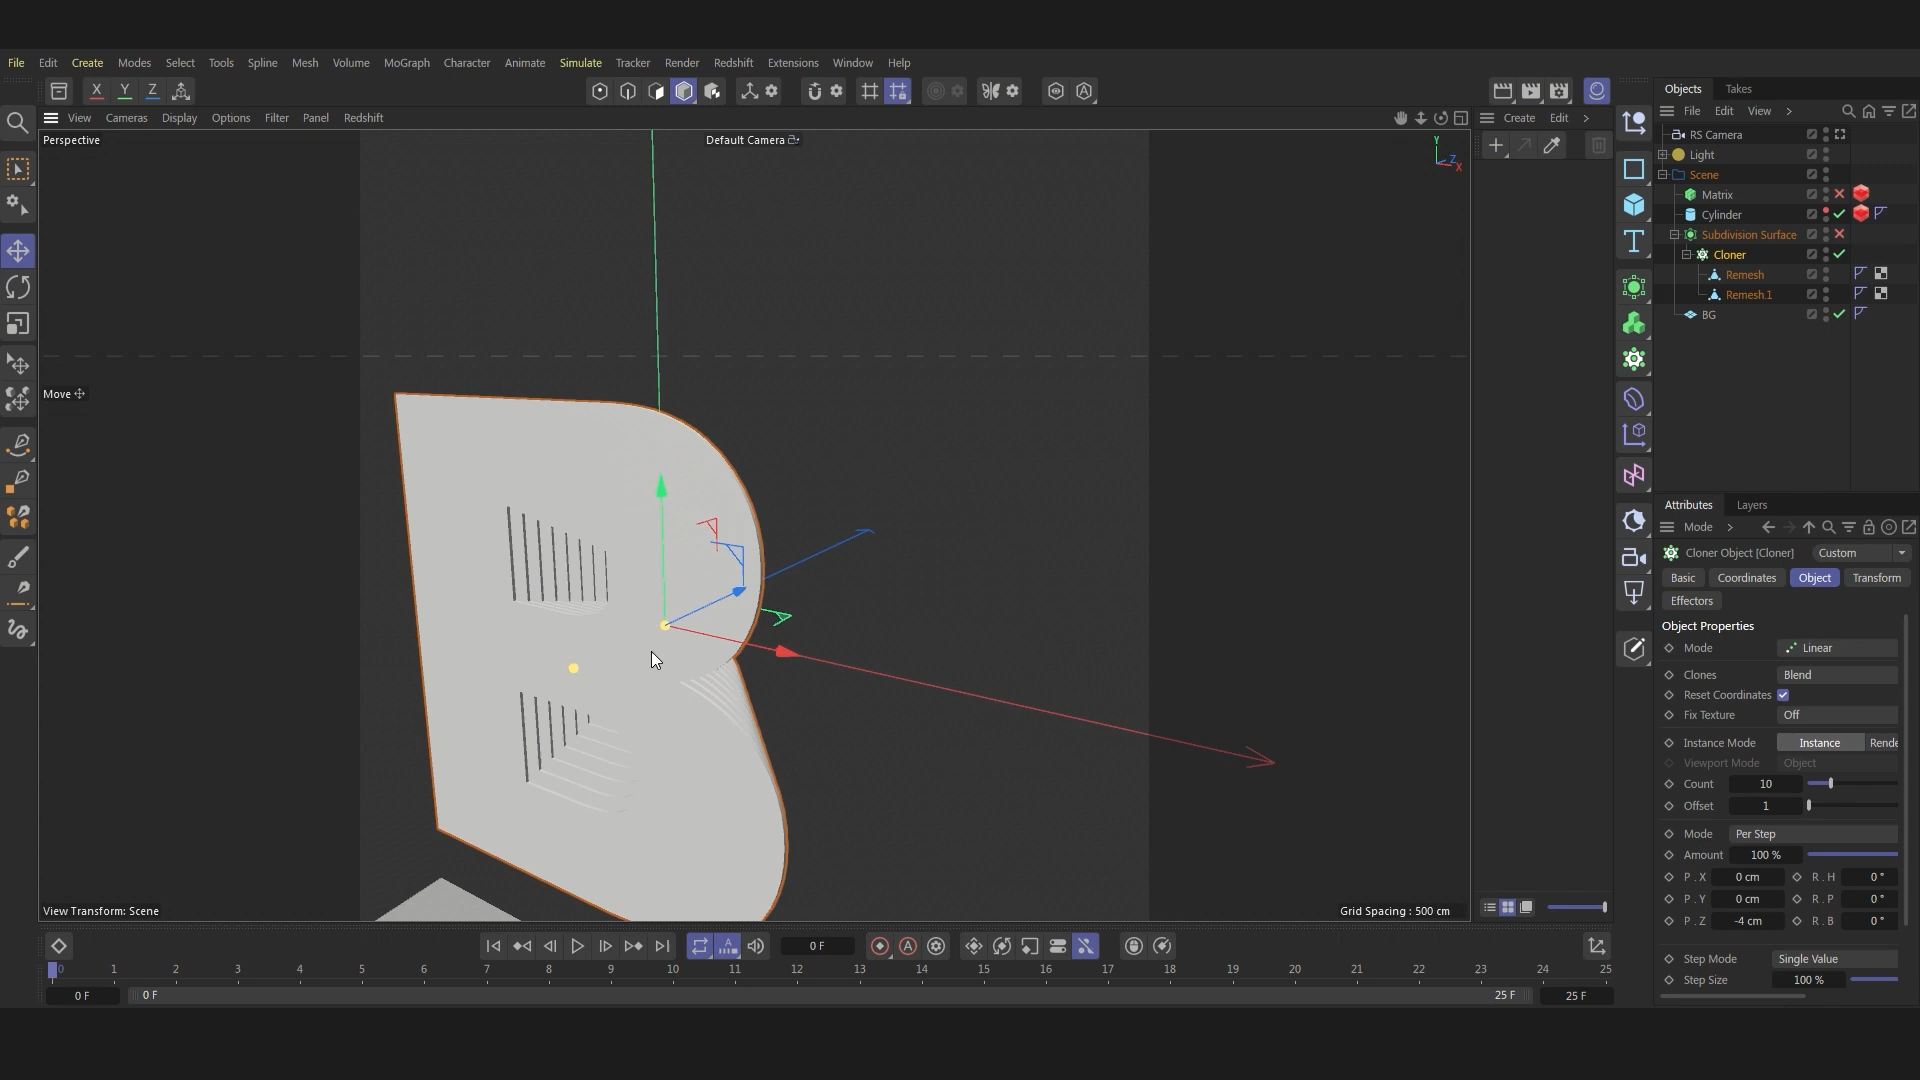 File Edit Create Modes Select Tools Spline Mesh Volume MoGraph Character Animate Simulate Tracker Render Redshift Extensions Window Help
X Y Z
Objects Takes
View Cameras Display Options Filter Panel Redshift
Create Edit
File Edit View
Perspective
Default Camera
Y
Z
X
RS Camera
Light
Scene
Matrix
Cylinder
Subdivision Surface
Cloner
Remesh
Remesh.1
BG
Move
Attributes Layers
Mode
Cloner Object [Cloner]
Custom
Basic Coordinates Object Transform
Effectors
Object Properties
Mode Linear
Clones Blend
Reset Coordinates
Fix Texture Off
Instance Mode Instance Rende
Viewport Mode Object
Count 10
Offset 1
Mode Per Step
Amount 100 %
P . X 0 cm R . H 0 °
P . Y 0 cm R . P 0 °
P . Z -4 cm R . B 0 °
Step Mode Single Value
Step Size 100 %
View Transform: Scene
Grid Spacing : 500 cm
0 F
0 1 2 3 4 5 6 7 8 9 10 11 12 13 14 15 16 17 18 19 20 21 22 23 24 25
0 F 0 F 25 F 25 F